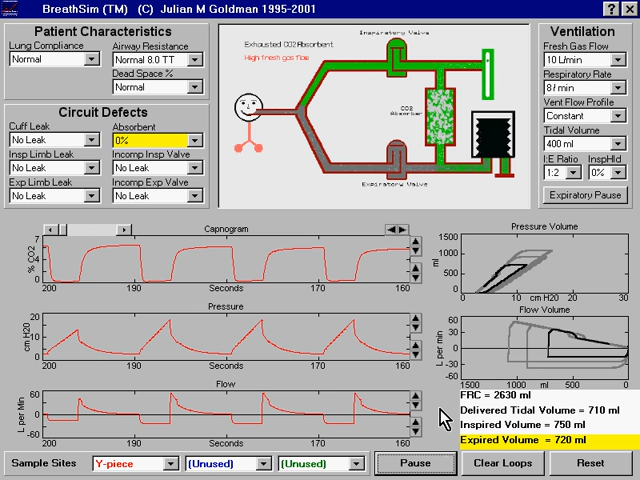 BreathSim (TM) (C) Julian M Goldman 1995-2001
Patient Characteristics
Lung Compliance
Normal
Airway Resistance
Normal 8.0 TT
Dead Space %
Normal
Circuit Defects
Cuff Leak
No Leak
Absorbent
0%
Insp Limb Leak
No Leak
Incomp Insp Valve
No Leak
Exp Limb Leak
No Leak
Incomp Exp Valve
No Leak
Exhausted CO2 Absorbent
High fresh gas flow
Inspiratory Valve
CO2
Absorber
Expiratory Valve
Ventilation
Fresh Gas Flow
10 L/min
Respiratory Rate
8/ min
Vent Flow Profile
Constant
Tidal Volume
400 ml
I:E Ratio InspHld
1:2 0%
Expiratory Pause
Capnogram
% CO2
7
0
200 190 180 170 160
Seconds Seconds
Pressure
cm H20
20
10
0
200 190 180 170 160
Seconds Seconds
Flow
L per Min
60
0
-60
Pressure Volume
ml
1500
1000
500
0
0 10 20 30
cm H20
Flow Volume
L per min
60
30
0
-30
-60
1500 ml 1000 500 0
FRC = 2630 ml
Delivered Tidal Volume = 710 ml
Inspired Volume = 750 ml
Expired Volume = 720 ml
Sample Sites
Y-piece
(Unused)
(Unused)
Pause
Clear Loops
Reset